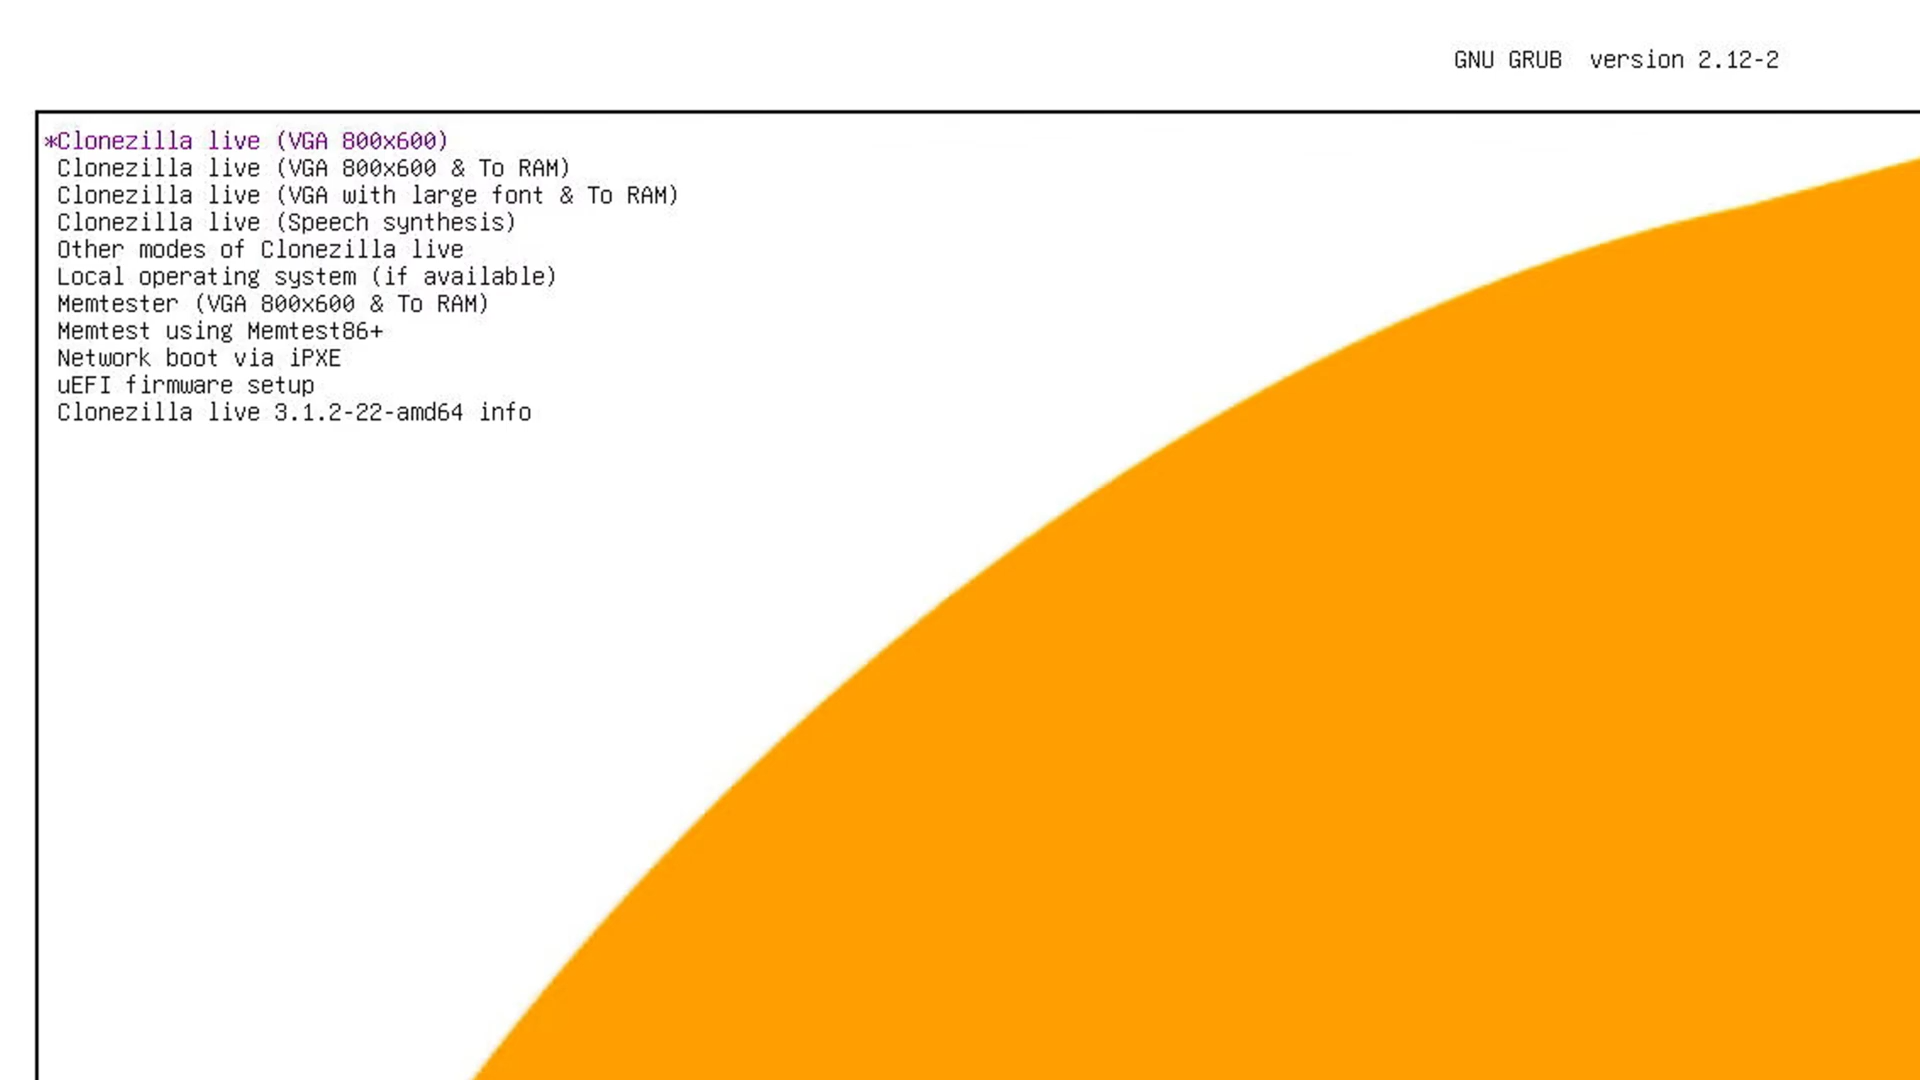 GNU GRUB  version 2.12-2
*Clonezilla live (VGA 800x600)
Clonezilla live (VGA 800x600 & To RAM)
Clonezilla live (VGA with large font & To RAM)
Clonezilla live (Speech synthesis)
Other modes of Clonezilla live
Local operating system (if available)
Memtester (VGA 800x600 & To RAM)
Memtest using Memtest86+
Network boot via iPXE
uEFI firmware setup
Clonezilla live 3.1.2-22-amd64 info